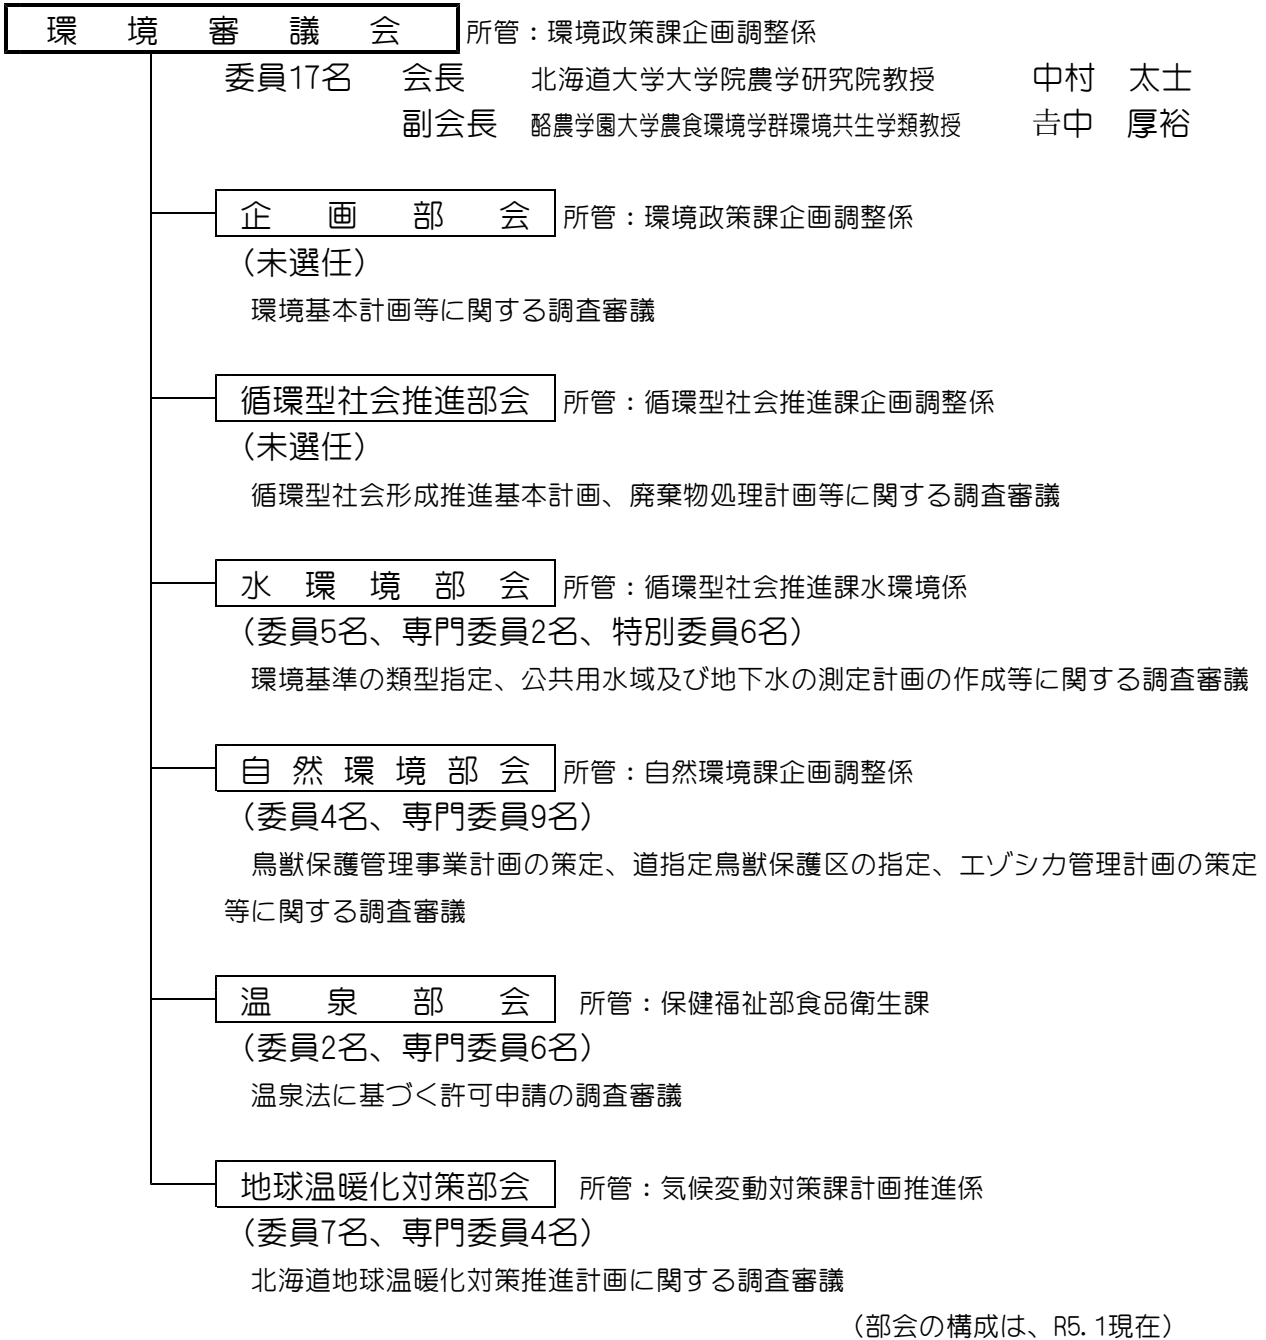 環境審議会 所管：環境政策課企画調整係
委員17名 会長 北海道大学大学院農学研究院教授 中村 太士
副会長 酪農学園大学農食環境学群環境共生学類教授 𠮷中 厚裕
企画部会 所管：環境政策課企画調整係
（未選任）
環境基本計画等に関する調査審議
循環型社会推進部会 所管：循環型社会推進課企画調整係
（未選任）
循環型社会形成推進基本計画、廃棄物処理計画等に関する調査審議
水環境部会 所管：循環型社会推進課水環境係
（委員5名、専門委員2名、特別委員6名）
環境基準の類型指定、公共用水域及び地下水の測定計画の作成等に関する調査審議
自然環境部会 所管：自然環境課企画調整係
（委員4名、専門委員9名）
鳥獣保護管理事業計画の策定、道指定鳥獣保護区の指定、エゾシカ管理計画の策定
等に関する調査審議
温泉部会 所管：保健福祉部食品衛生課
（委員2名、専門委員6名）
温泉法に基づく許可申請の調査審議
地球温暖化対策部会 所管：気候変動対策課計画推進係
（委員7名、専門委員4名）
北海道地球温暖化対策推進計画に関する調査審議
（部会の構成は、R5.1現在）